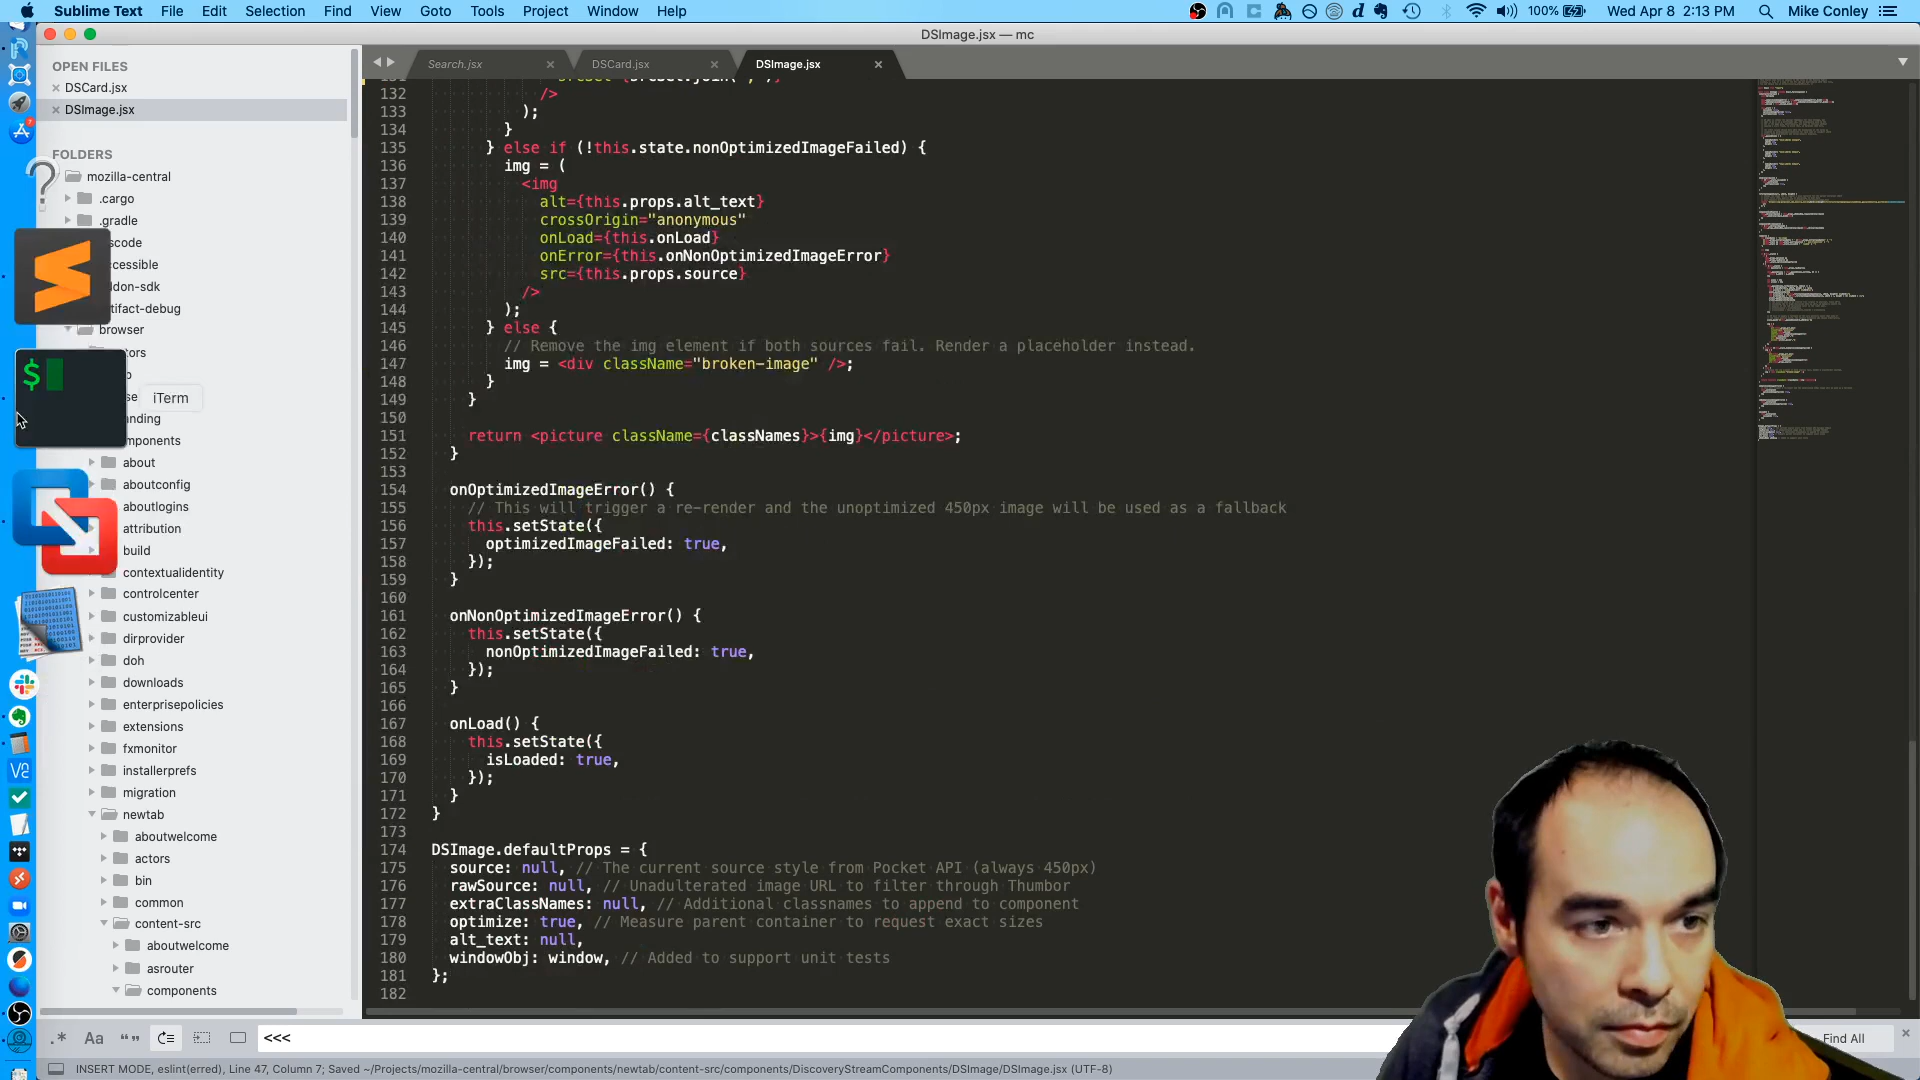 Sublime Text File Edit Selection Find View Goto Tools Project Window Help 100% Wed Apr 8 2:13 PM Mike Conley
DSImage.jsx — mc
OPEN FILES
DSCard.jsx
DSImage.jsx
Search.jsx
DSCard.jsx
DSImage.jsx
FOLDERS
mozilla-central
.cargo
.gradle
browser
iTerm
about
aboutconfig
aboutlogins
attribution
build
contextualidentity
controlcenter
customizableui
dirprovider
doh
downloads
enterprisepolicies
extensions
fxmonitor
installerprefs
migration
newtab
aboutwelcome
actors
bin
common
content-src
aboutwelcome
asrouter
components
132 />
133 );
134 }
135 } else if (!this.state.nonOptimizedImageFailed) {
136 img = (
137 <img
138 alt={this.props.alt_text}
139 crossOrigin="anonymous"
140 onLoad={this.onLoad}
141 onError={this.onNonOptimizedImageError}
142 src={this.props.source}
143 />
144 );
145 } else {
146 // Remove the img element if both sources fail. Render a placeholder instead.
147 img = <div className="broken-image" />;
148 }
149 }
150
151 return <picture className={classNames}>{img}</picture>;
152 }
153
154 onOptimizedImageError() {
155 // This will trigger a re-render and the unoptimized 450px image will be used as a fallback
156 this.setState({
157 optimizedImageFailed: true,
158 });
159 }
160
161 onNonOptimizedImageError() {
162 this.setState({
163 nonOptimizedImageFailed: true,
164 });
165 }
166
167 onLoad() {
168 this.setState({
169 isLoaded: true,
170 });
171 }
172 }
173
174 DSImage.defaultProps = {
175 source: null, // The current source style from Pocket API (always 450px)
176 rawSource: null, // Unadulterated image URL to filter through Thumbor
177 extraClassNames: null, // Additional classnames to append to component
178 optimize: true, // Measure parent container to request exact sizes
179 alt_text: null,
180 windowObj: window, // Added to support unit tests
181 };
182
.* Aa “” <<< Find All
INSERT MODE, eslint(erred), Line 47, Column 7; Saved ~/Projects/mozilla-central/browser/components/newtab/content-src/components/DiscoveryStreamComponents/DSImage/DSImage.jsx (UTF-8)